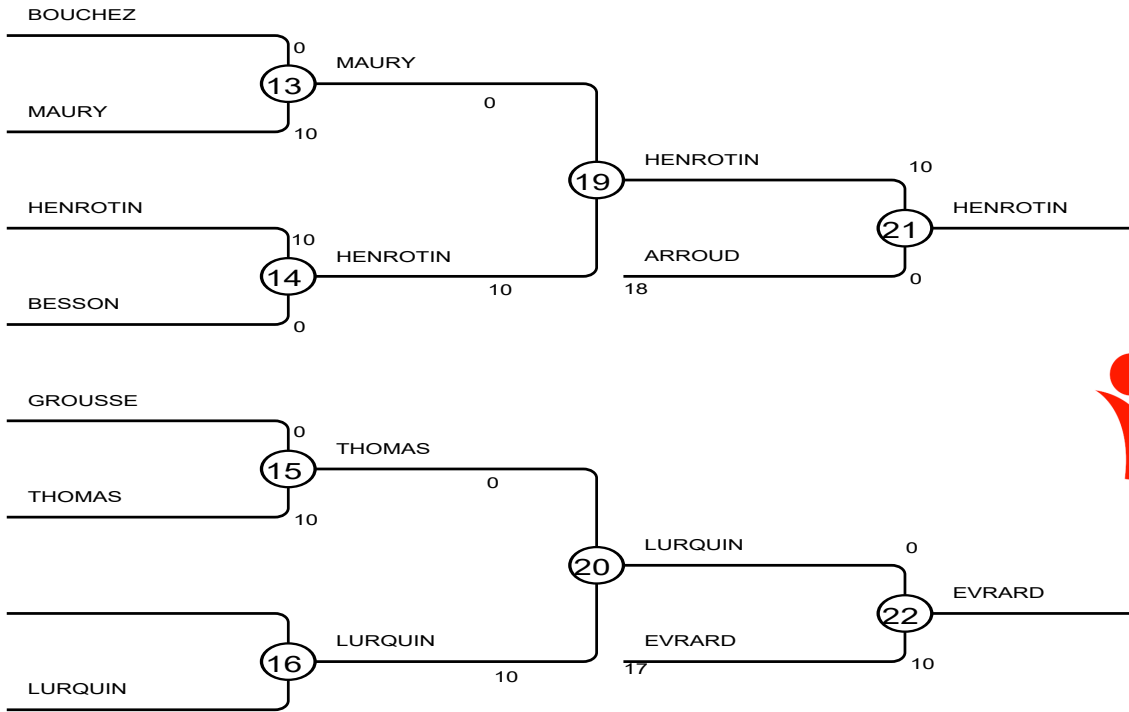 BOUCHEZ
0
13
MAURY
0
MAURY
10
19
HENRODIN
10
HENROTIN
10
14
HENROTIN
10
BESSON
0
21
HENROTIN
ARROUD
18
0
GROUSSE
0
15
THOMAS
0
THOMAS
10
20
LURQUIN
0
16
LURQUIN
10
LURQUIN
22
EVRARD
EVRARD
17
10